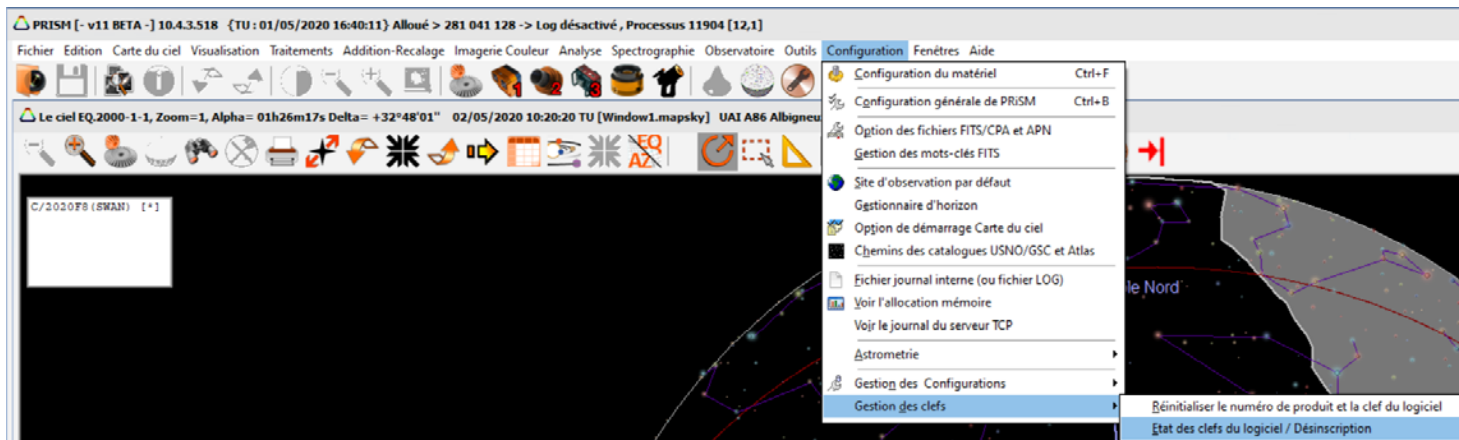 PRISM [- v11 BETA -] 10.4.3.518 {TU : 01/05/2020 16:40:11} Alloué > 281 041 128 -> Log désactivé , Processus 11904 [12,1]
Fichier Edition Carte du ciel Visualisation Traitements Addition-Recalage Imagerie Couleur Analyse Spectrographie Observatoire Outils Configuration Fenêtres Aide
1 2 3
Configuration du matériel Ctrl+F
Configuration générale de PRiSM Ctrl+B
Le ciel EQ.2000-1-1, Zoom=1, Alpha= 01h26m17s Delta= +32°48'01" 02/05/2020 10:20:20 TU [Window1.mapsky] UAI A86 Albigneu
Option des fichiers FITS/CPA et APN
EQ
AZ
Gestion des mots-clés FITS
Site d'observation par défaut
C/2020F8(SWAN) [*]
Gestionnaire d'horizon
Option de démarrage Carte du ciel
Chemins des catalogues USNO/GSC et Atlas
Fichier journal interne (ou fichier LOG)
le Nord
Voir l'allocation mémoire
Voir le journal du serveur TCP
Astrometrie
Gestion des Configurations
Gestion des clefs
Réinitialiser le numéro de produit et la clef du logiciel
Etat des clefs du logiciel / Désinscription